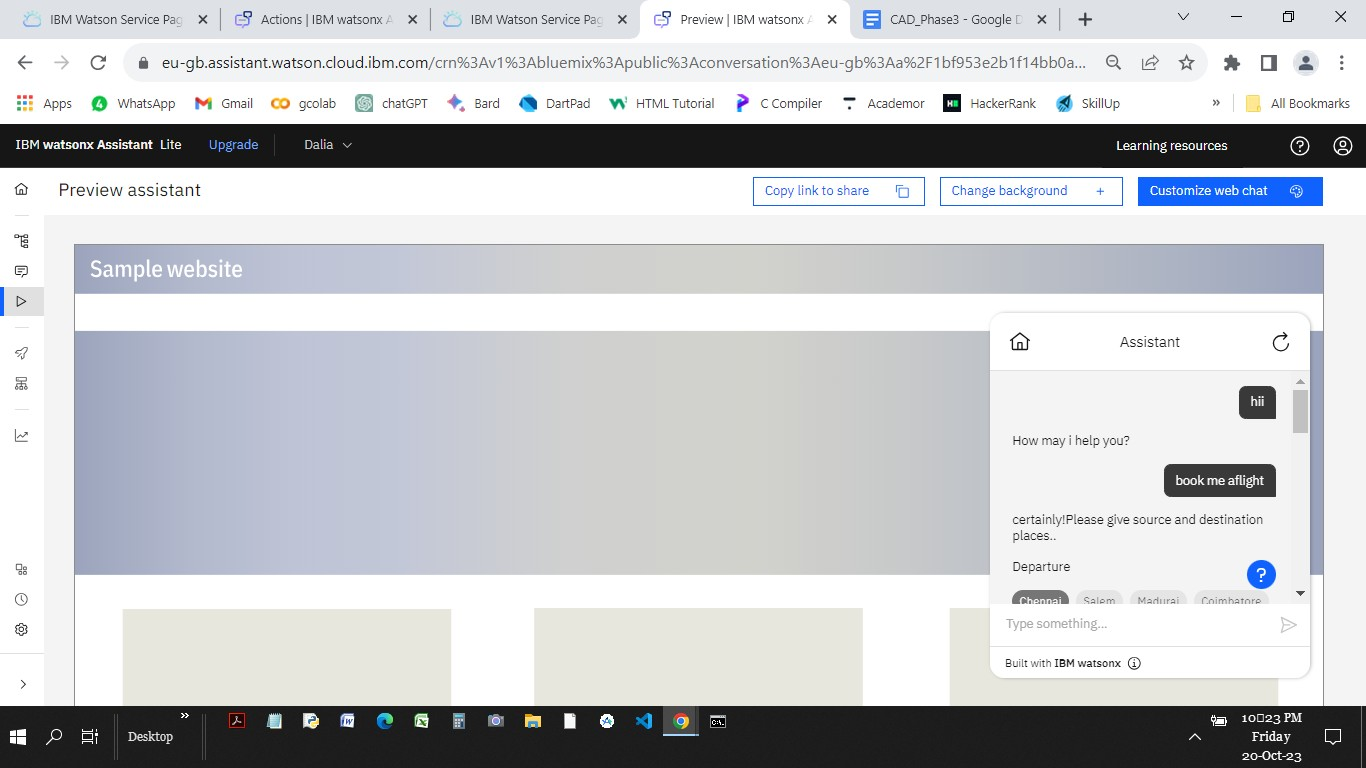 IBM Watson Service Pag
Actions | IBM watsonx A
IBM Watson Service Pag
Preview | IBM watsonx A
CAD_Phase3 - Google D
eu-gb.assistant.watson.cloud.ibm.com/crn%3Av1%3Abluemix%3Apublic%3Aconversation%3Aeu-gb%3Aa%2F1bf953e2b1f14bb0a...
Apps WhatsApp Gmail gcolab chatGPT Bard DartPad HTML Tutorial C Compiler Academor HackerRank SkillUp » All Bookmarks
IBM watsonx Assistant Lite Upgrade Dalia Learning resources
Preview assistant Copy link to share Change background + Customize web chat
Sample website
Assistant
hii
How may i help you?
book me aflight
certainly!Please give source and destination
places..
Departure
?
Chennai Salem Madurai Coimbatore
Type something...
Built with IBM watsonx
Desktop
10▯23 PM
Friday
20-Oct-23